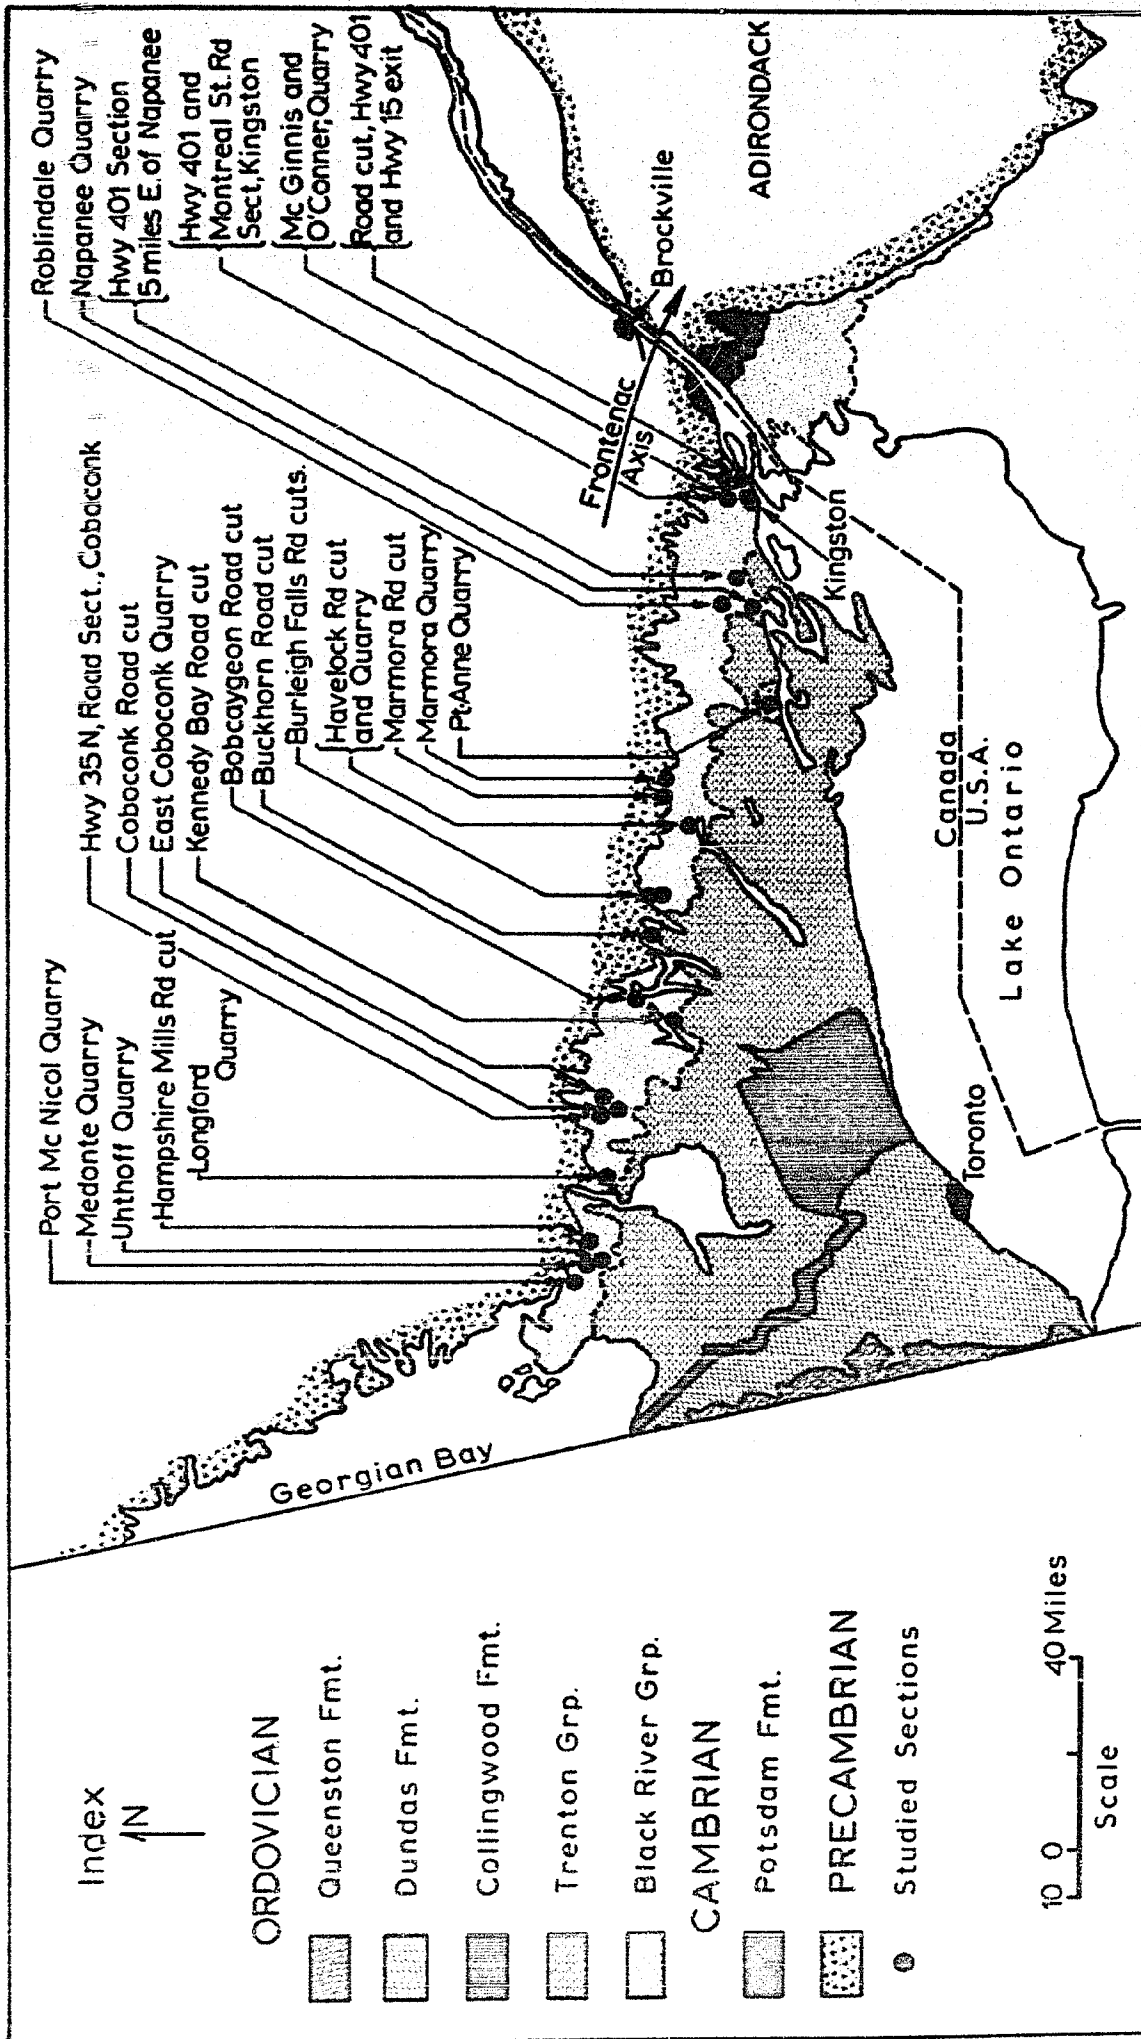 Port Mc Nicol Quarry
Medonte Quarry
Uhthoff Quarry
Hampshire Mills Rd cut
Longford
Quarry
Hwy 35N, Road Sect., Coboconk
Coboconk Road cut
East Coboconk Quarry
Kennedy Bay Road cut
Bobcaygeon Road cut
Buckhorn Road cut
Burleigh Falls Rd cuts.
Havelock Rd cut
and Quarry
Marmora Rd cut
Marmora Quarry
Pt. Anne Quarry
Roblindale Quarry
Napanee Quarry
Hwy 401 Section
5 miles E. of Napanee
Hwy 401 and
Montreal St. Rd
Sect, Kingston
Mc Ginnis and
O'Conner, Quarry
Road cut, Hwy 401
and Hwy 15 exit
Georgian Bay
Frontenac
Axis
Brockville
ADIRONDACK
Kingston
Toronto
Canada
U.S.A.
Lake Ontario
Index
N
ORDOVICIAN
Queenston Fmt.
Dundas Fmt.
Collingwood Fmt.
Trenton Grp.
Black River Grp.
CAMBRIAN
Potsdam Fmt.
PRECAMBRIAN
Studied Sections
10 0 40 Miles
Scale